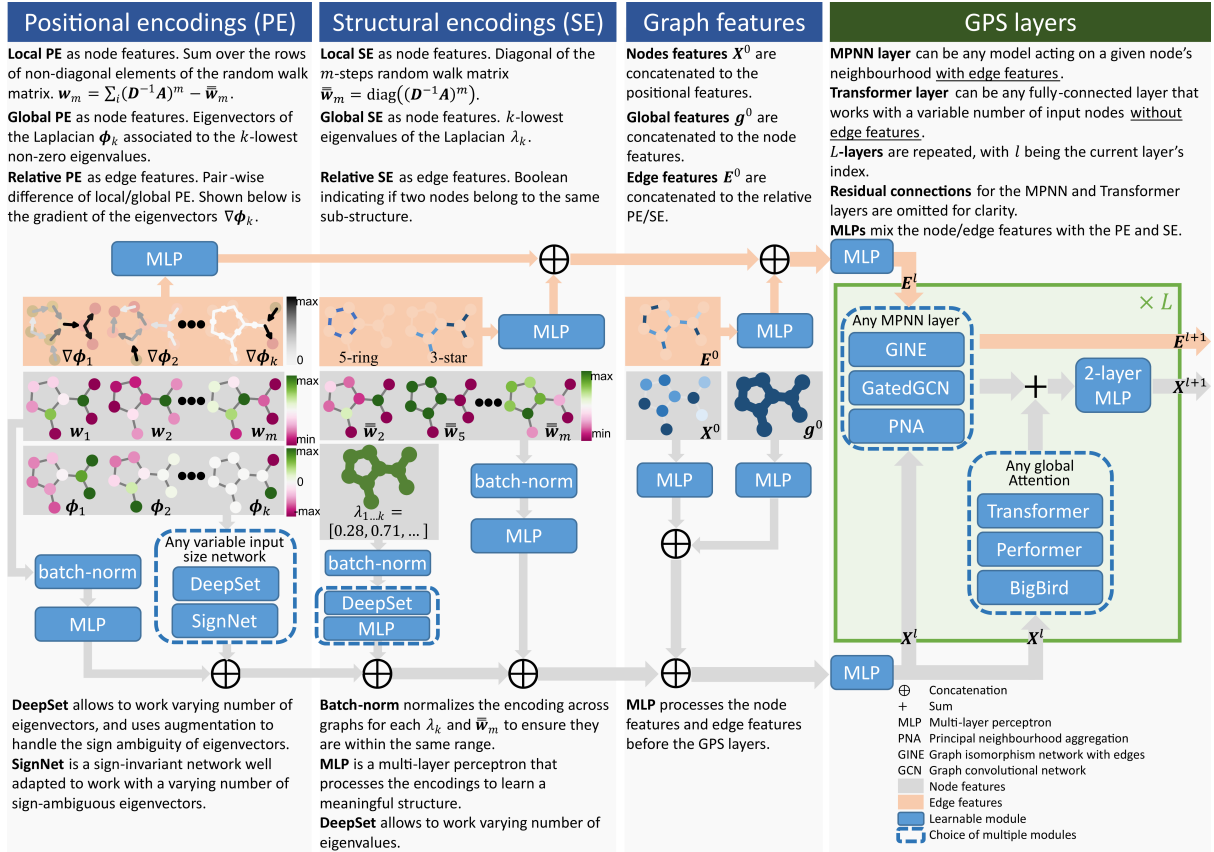 Positional encodings (PE)
Local PE as node features. Sum over the rows
of non-diagonal elements of the random walk
matrix. 𝒘ₘ = ∑ᵢ(𝑫⁻¹𝑨)ᵐ − w̿ₘ.
Global PE as node features. Eigenvectors of
the Laplacian 𝝓ₖ associated to the 𝑘-lowest
non-zero eigenvalues.
Relative PE as edge features. Pair-wise
difference of local/global PE. Shown below is
the gradient of the eigenvectors ∇𝝓ₖ.
MLP
∇𝝓₁
∇𝝓₂
∇𝝓ₖ
max
0
𝒘₁
𝒘₂
𝒘ₘ
max
min
𝝓₁
𝝓₂
𝝓ₖ
max
0
-max
batch-norm
MLP
Any variable input
size network
DeepSet
SignNet
DeepSet allows to work varying number of
eigenvectors, and uses augmentation to
handle the sign ambiguity of eigenvectors.
SignNet is a sign-invariant network well
adapted to work with a varying number of
sign-ambiguous eigenvectors.
Structural encodings (SE)
Local SE as node features. Diagonal of the
𝑚-steps random walk matrix
w̿ₘ = diag((𝑫⁻¹𝑨)ᵐ).
Global SE as node features. 𝑘-lowest
eigenvalues of the Laplacian λₖ.
Relative SE as edge features. Boolean
indicating if two nodes belong to the same
sub-structure.
5-ring
3-star
MLP
w̿₂
w̿₅
w̿ₘ
max
min
λ₁…ₖ =
[0.28, 0.71, … ]
batch-norm
DeepSet
MLP
batch-norm
MLP
Batch-norm normalizes the encoding across
graphs for each λₖ and w̿ₘ to ensure they
are within the same range.
MLP is a multi-layer perceptron that
processes the encodings to learn a
meaningful structure.
DeepSet allows to work varying number of
eigenvalues.
Graph features
Nodes features 𝑿⁰ are
concatenated to the
positional features.
Global features 𝒈⁰ are
concatenated to the node
features.
Edge features 𝑬⁰ are
concatenated to the relative
PE/SE.
𝑬⁰
MLP
𝑿⁰
𝒈⁰
MLP
MLP
MLP processes the
node features and edge features
before the GPS layers.
GPS layers
MPNN layer can be any model acting on a given node's
neighbourhood with edge features.
Transformer layer can be any fully-connected layer that
works with a variable number of input nodes without
edge features.
𝐿-layers are repeated, with 𝑙 being the current layer's
index.
Residual connections for the MPNN and Transformer
layers are omitted for clarity.
MLPs mix the node/edge features with the PE and SE.
MLP
𝑬ˡ
× 𝐿
Any MPNN layer
GINE
GatedGCN
PNA
𝑬ˡ⁺¹
+
2-layer
MLP
𝑿ˡ⁺¹
Any global
Attention
Transformer
Performer
BigBird
𝑿ˡ
𝑿ˡ
MLP
⊕ Concatenation
+ Sum
MLP Multi-layer perceptron
PNA Principal neighbourhood aggregation
GINE Graph isomorphism network with edges
GCN Graph convolutional network
Node features
Edge features
Learnable module
Choice of multiple modules